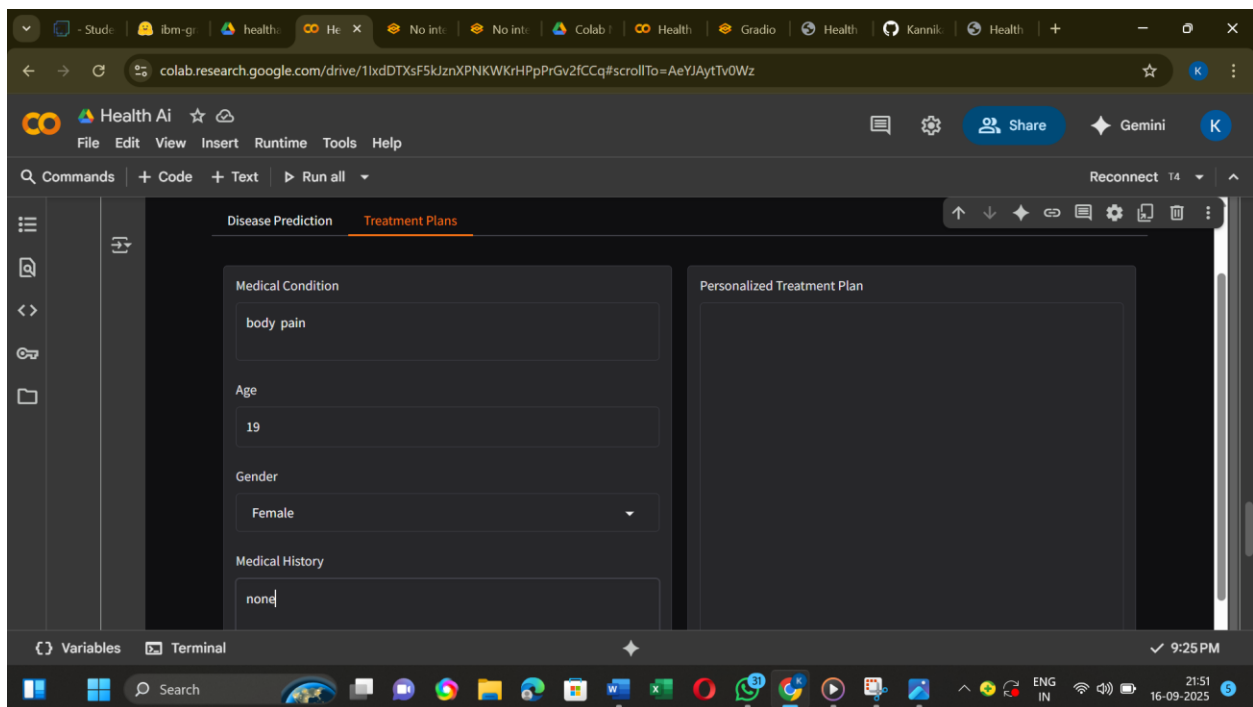 - Stude
ibm-gr
healtha
He
No inte
No inte
Colab
Health
Gradio
Health
Kannik
Health
colab.research.google.com/drive/1IxdDTXsF5kJznXPNKWKrHPpPrGv2fCCq#scrollTo=AeYJAytTv0Wz
K
CO Health Ai
Share
Gemini
K
File Edit View Insert Runtime Tools Help
Commands + Code + Text Run all
Reconnect T4
Disease Prediction Treatment Plans
Medical Condition
body pain
Age
19
Gender
Female
Medical History
none
Personalized Treatment Plan
Variables Terminal
9:25 PM
Search
31
K
ENG
IN
21:51
16-09-2025
5